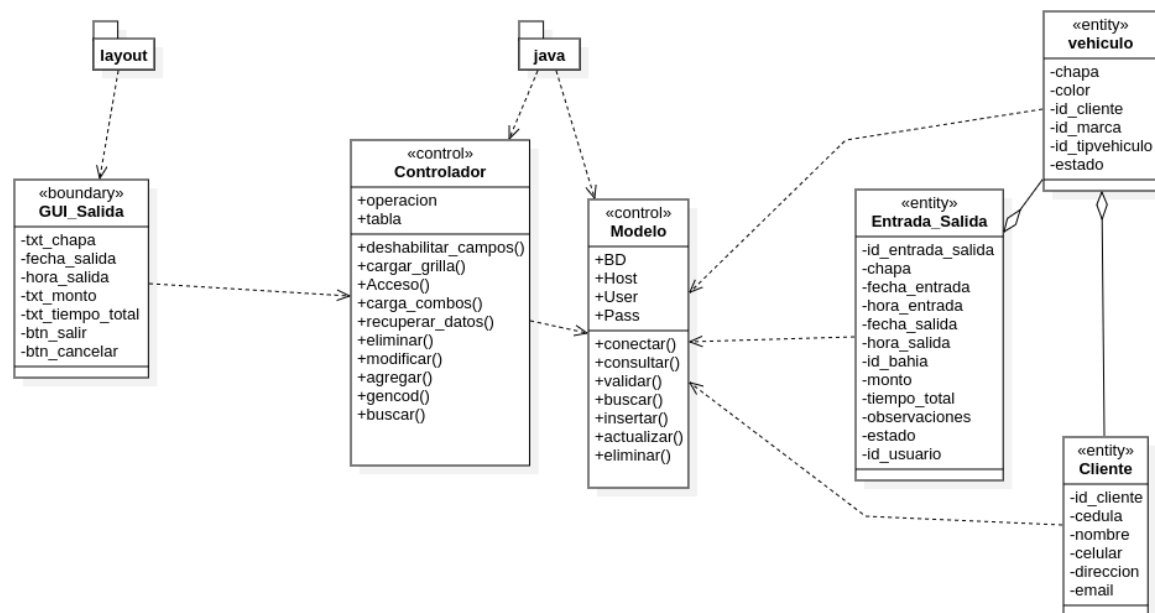 layout
java
«entity»
vehiculo
-chapa
-color
-id_cliente
-id_marca
-id_tipvehiculo
-estado
«control»
Controlador
+operacion
+tabla
+deshabilitar_campos()
+cargar_grilla()
+Acceso()
+carga_combos()
+recuperar_datos()
+eliminar()
+modificar()
+agregar()
+gencod()
+buscar()
«boundary»
GUI_Salida
-txt_chapa
-fecha_salida
-hora_salida
-txt_monto
-txt_tiempo_total
-btn_salir
-btn_cancelar
«control»
Modelo
+BD
+Host
+User
+Pass
+conectar()
+consultar()
+validar()
+buscar()
+insertar()
+actualizar()
+eliminar()
«entity»
Entrada_Salida
-id_entrada_salida
-chapa
-fecha_entrada
-hora_entrada
-fecha_salida
-hora_salida
-id_bahia
-monto
-tiempo_total
-observaciones
-estado
-id_usuario
«entity»
Cliente
-id_cliente
-cedula
-nombre
-celular
-direccion
-email